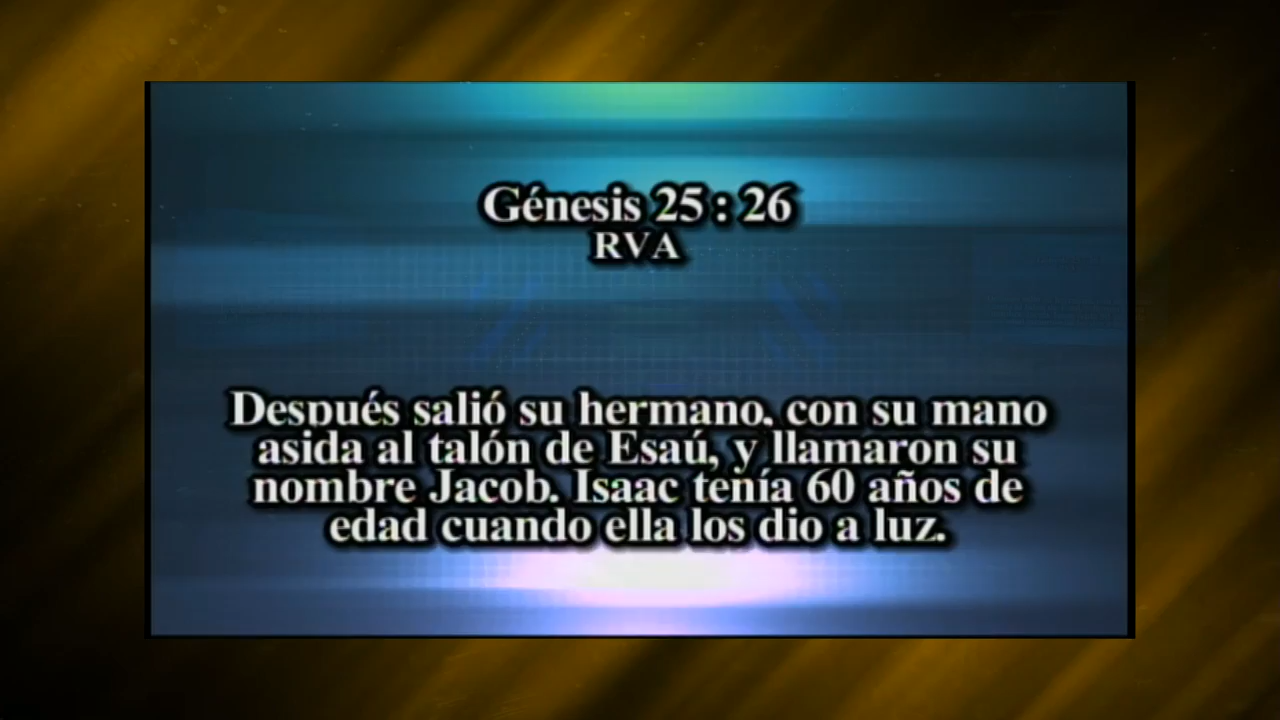 Génesis 25 : 26
RVA
Después salió su hermano, con su mano
asida al talón de Esaú, y llamaron su
nombre Jacob. Isaac tenía 60 años de
edad cuando ella los dio a luz.